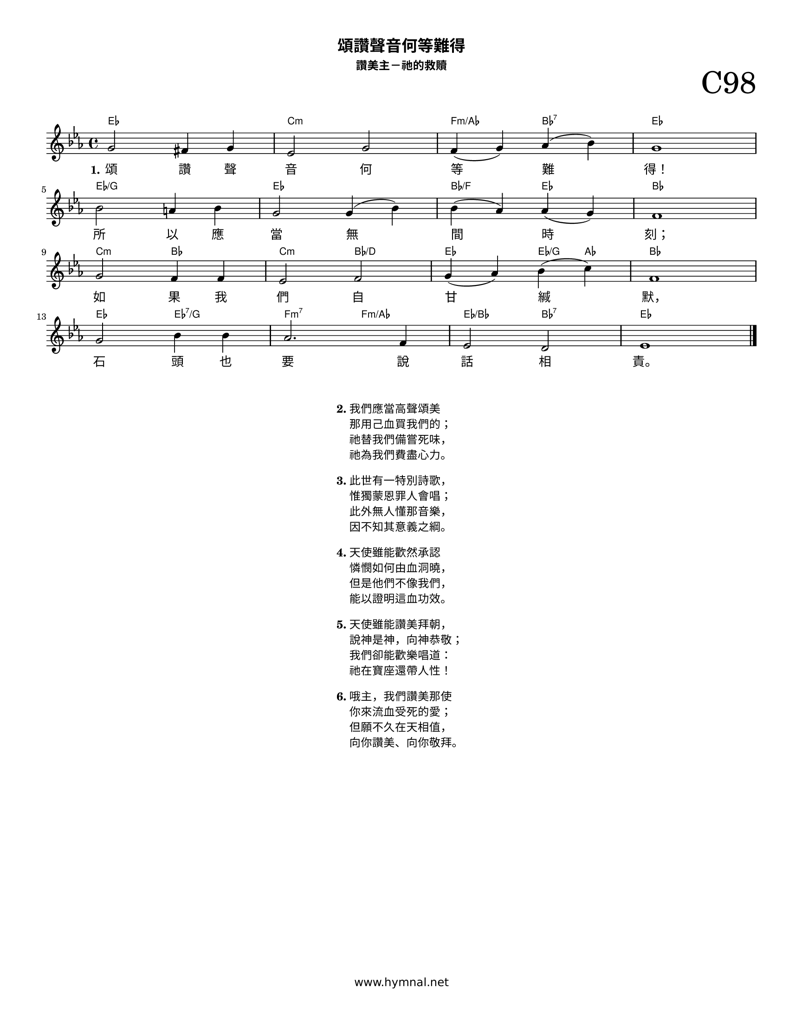 頌讚聲音何等難得
讚美主－祂的救贖
C98
E♭ Cm Fm/A♭ B♭7 E♭
1. 頌 讚 聲 音 何 等 難 得！
5 E♭/G E♭ B♭/F E♭ B♭
所 以 應 當 無 間 時 刻；
9 Cm B♭ Cm B♭/D E♭ E♭/G A♭ B♭
如 果 我 們 自 甘 緘 默，
13 E♭ E♭7/G Fm7 Fm/A♭ E♭/B♭ B♭7 E♭
石 頭 也 要 說 話 相 責。
2. 我們應當高聲頌美
那用己血買我們的；
祂替我們備嘗死味，
祂為我們費盡心力。
3. 此世有一特別詩歌，
惟獨蒙恩罪人會唱；
此外無人懂那音樂，
因不知其意義之綱。
4. 天使雖能歡然承認
憐憫如何由血洞曉，
但是他們不像我們，
能以證明這血功效。
5. 天使雖能讚美拜朝，
說神是神，向神恭敬；
我們卻能歡樂唱道：
祂在寶座還帶人性！
6. 哦主，我們讚美那使
你來流血受死的愛；
但願不久在天相值，
向你讚美、向你敬拜。
www.hymnal.net